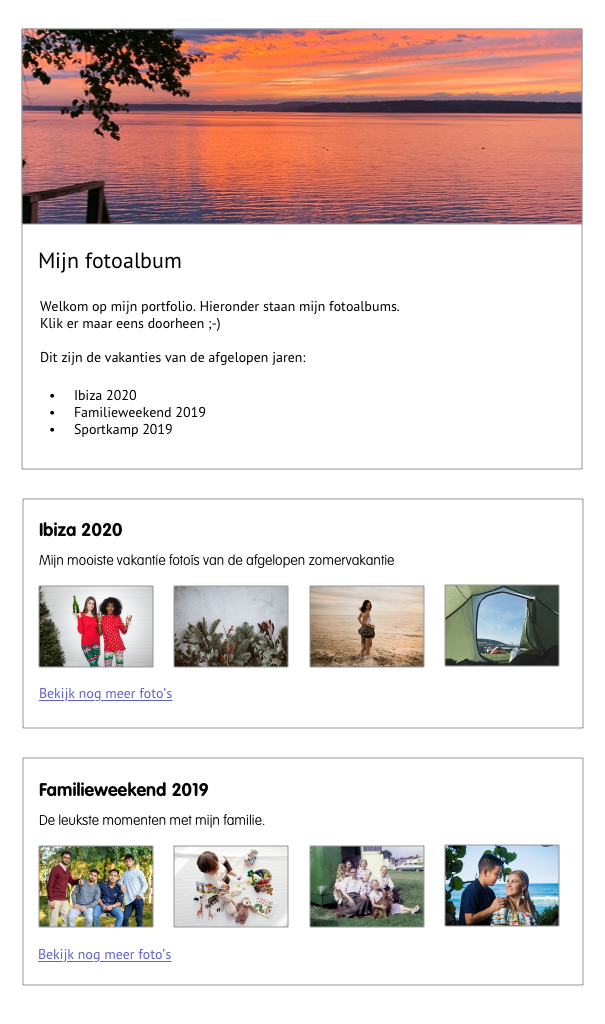 Mijn fotoalbum
Welkom op mijn portfolio. Hieronder staan mijn fotoalbums.
Klik er maar eens doorheen ;-)
Dit zijn de vakanties van de afgelopen jaren:
• Ibiza 2020
• Familieweekend 2019
• Sportkamp 2019
Ibiza 2020
Mijn mooiste vakantie fotoís van de afgelopen zomervakantie
Bekijk nog meer foto's
Familieweekend 2019
De leukste momenten met mijn familie.
Bekijk nog meer foto's